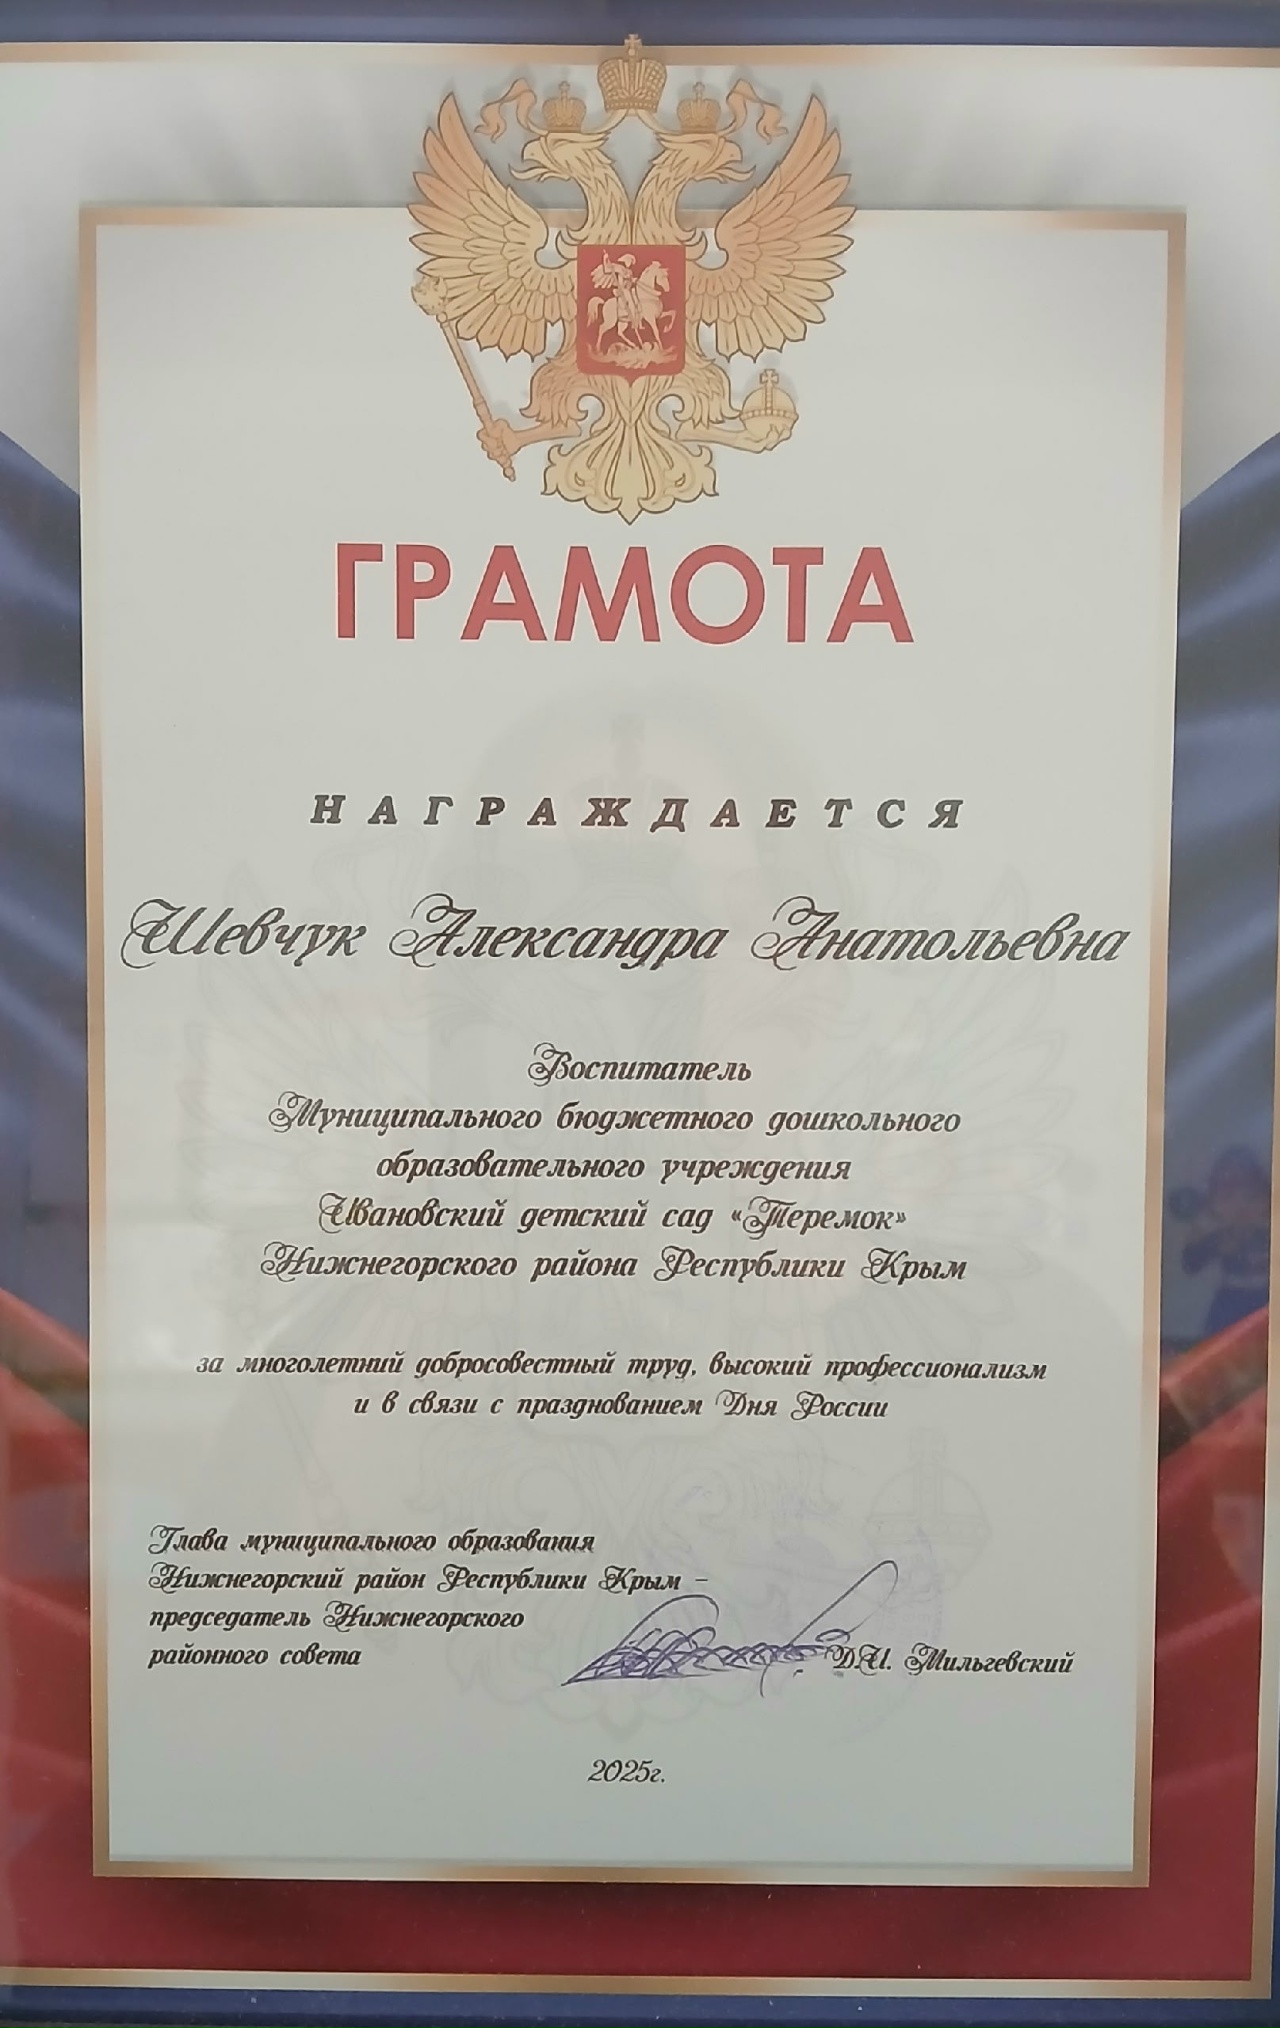 ГРАМОТА
НАГРАЖДАЕТСЯ
Шевчук Александра Анатольевна
Воспитатель
Муниципального бюджетного дошкольного
образовательного учреждения
Ивановский детский сад «Теремок»
Нижнегорского района Республики Крым
за многолетний добросовестный труд, высокий профессионализм
и в связи с празднованием Дня России
Глава муниципального образования
Нижнегорский район Республики Крым –
председатель Нижнегорского
районного совета
Д.И. Мильгевский
2025г.